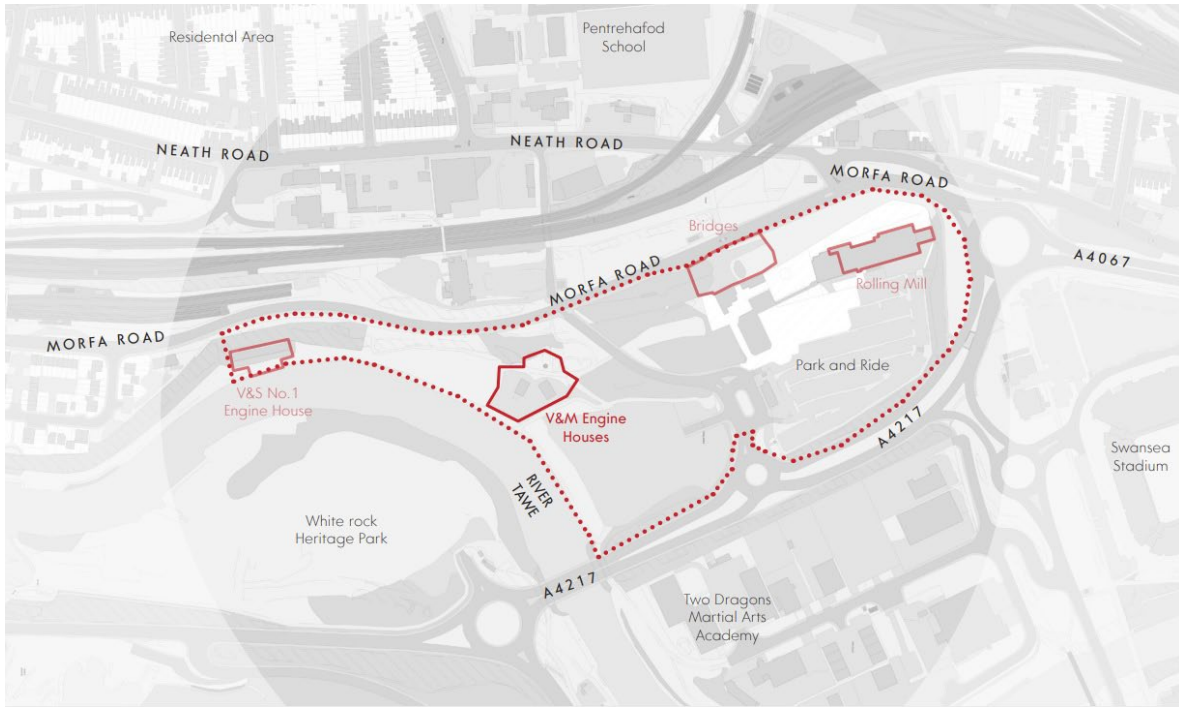 Residental Area
Pentrehafod
School
NEATH ROAD
NEATH ROAD
MORFA ROAD
Bridges
A4067
Rolling Mill
MORFA ROAD
MORFA ROAD
Park and Ride
V&S No.1
Engine House
V&M Engine
Houses
A4217
Swansea
Stadium
RIVER
TAWE
White rock
Heritage Park
A4217
Two Dragons
Martial Arts
Academy